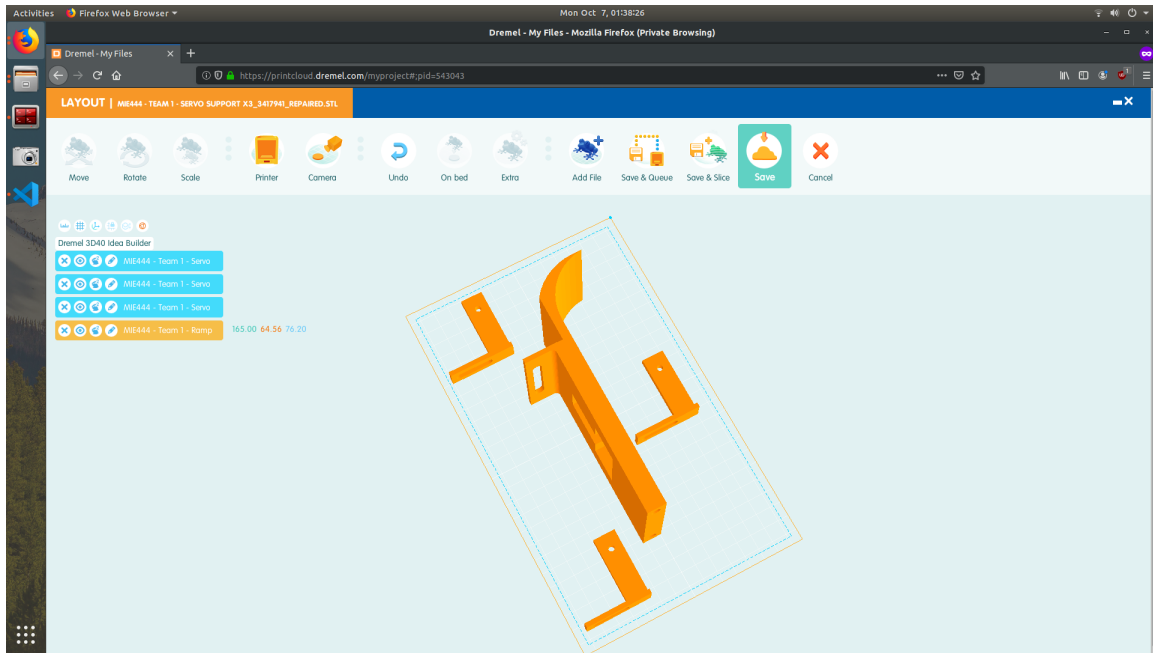 Activities Firefox Web Browser Mon Oct 7, 01:38:26
Dremel - My Files - Mozilla Firefox (Private Browsing)
Dremel - My Files
https://printcloud.dremel.com/myproject#;pid=543043
LAYOUT | MIE444 - TEAM 1 - SERVO SUPPORT X3_3417941_REPAIRED.STL
Move Rotate Scale Printer Camera Undo On bed Extra Add File Save & Queue Save & Slice Save Cancel
Dremel 3D40 Idea Builder
MIE444 - Team 1 - Servo
MIE444 - Team 1 - Servo
MIE444 - Team 1 - Servo
MIE444 - Team 1 - Ramp 165.00 64.56 76.20